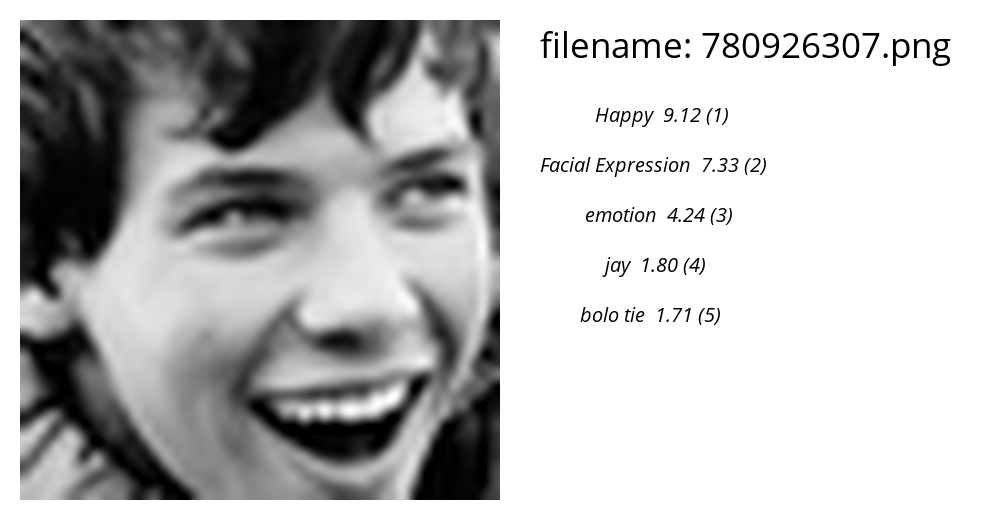 filename: 780926307.png
Happy 9.12 (1)
Facial Expression 7.33 (2)
emotion 4.24 (3)
jay 1.80 (4)
bolo tie 1.71 (5)